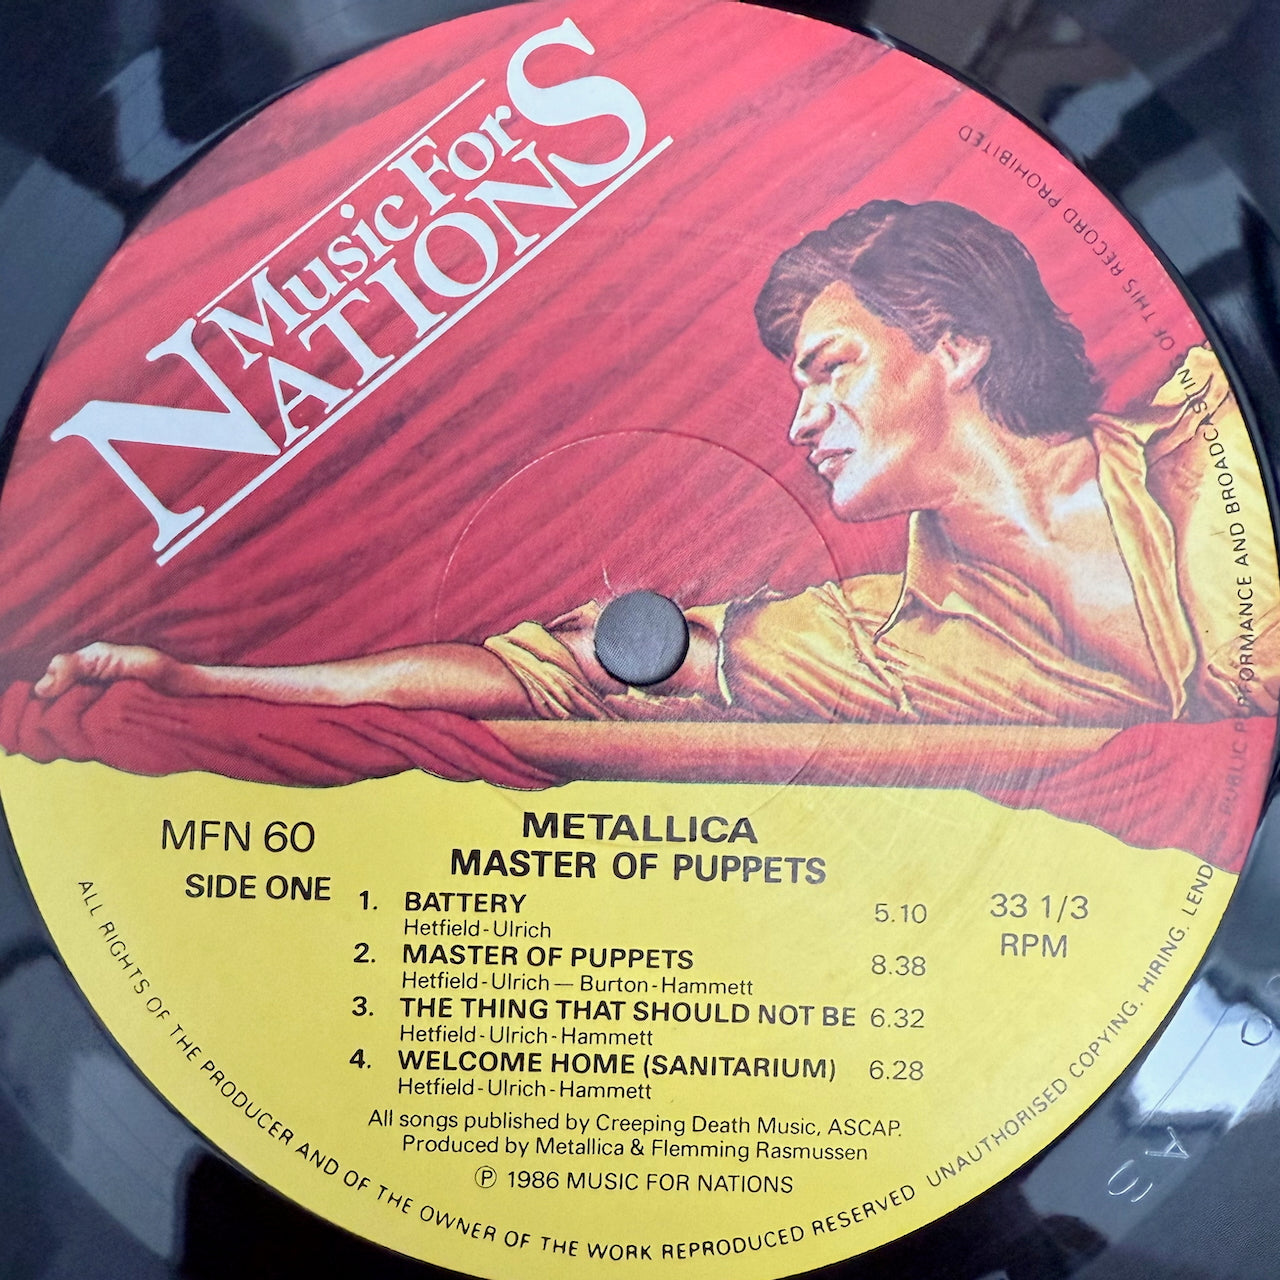 Music For
NATIONS
MFN 60
SIDE ONE
METALLICA
MASTER OF PUPPETS
1. BATTERY 5.10
Hetfield-Ulrich
2. MASTER OF PUPPETS 8.38
Hetfield-Ulrich — Burton-Hammett
3. THE THING THAT SHOULD NOT BE 6.32
Hetfield-Ulrich-Hammett
4. WELCOME HOME (SANITARIUM) 6.28
Hetfield-Ulrich-Hammett
33 1/3
RPM
All songs published by Creeping Death Music, ASCAP.
Produced by Metallica & Flemming Rasmussen
℗ 1986 MUSIC FOR NATIONS
ALL RIGHTS OF THE PRODUCER AND OF THE OWNER OF THE WORK REPRODUCED RESERVED UNAUTHORISED COPYING. HIRING. LENDING PUBLIC PERFORMANCE AND BROADCASTING OF THIS RECORD PROHIBITED